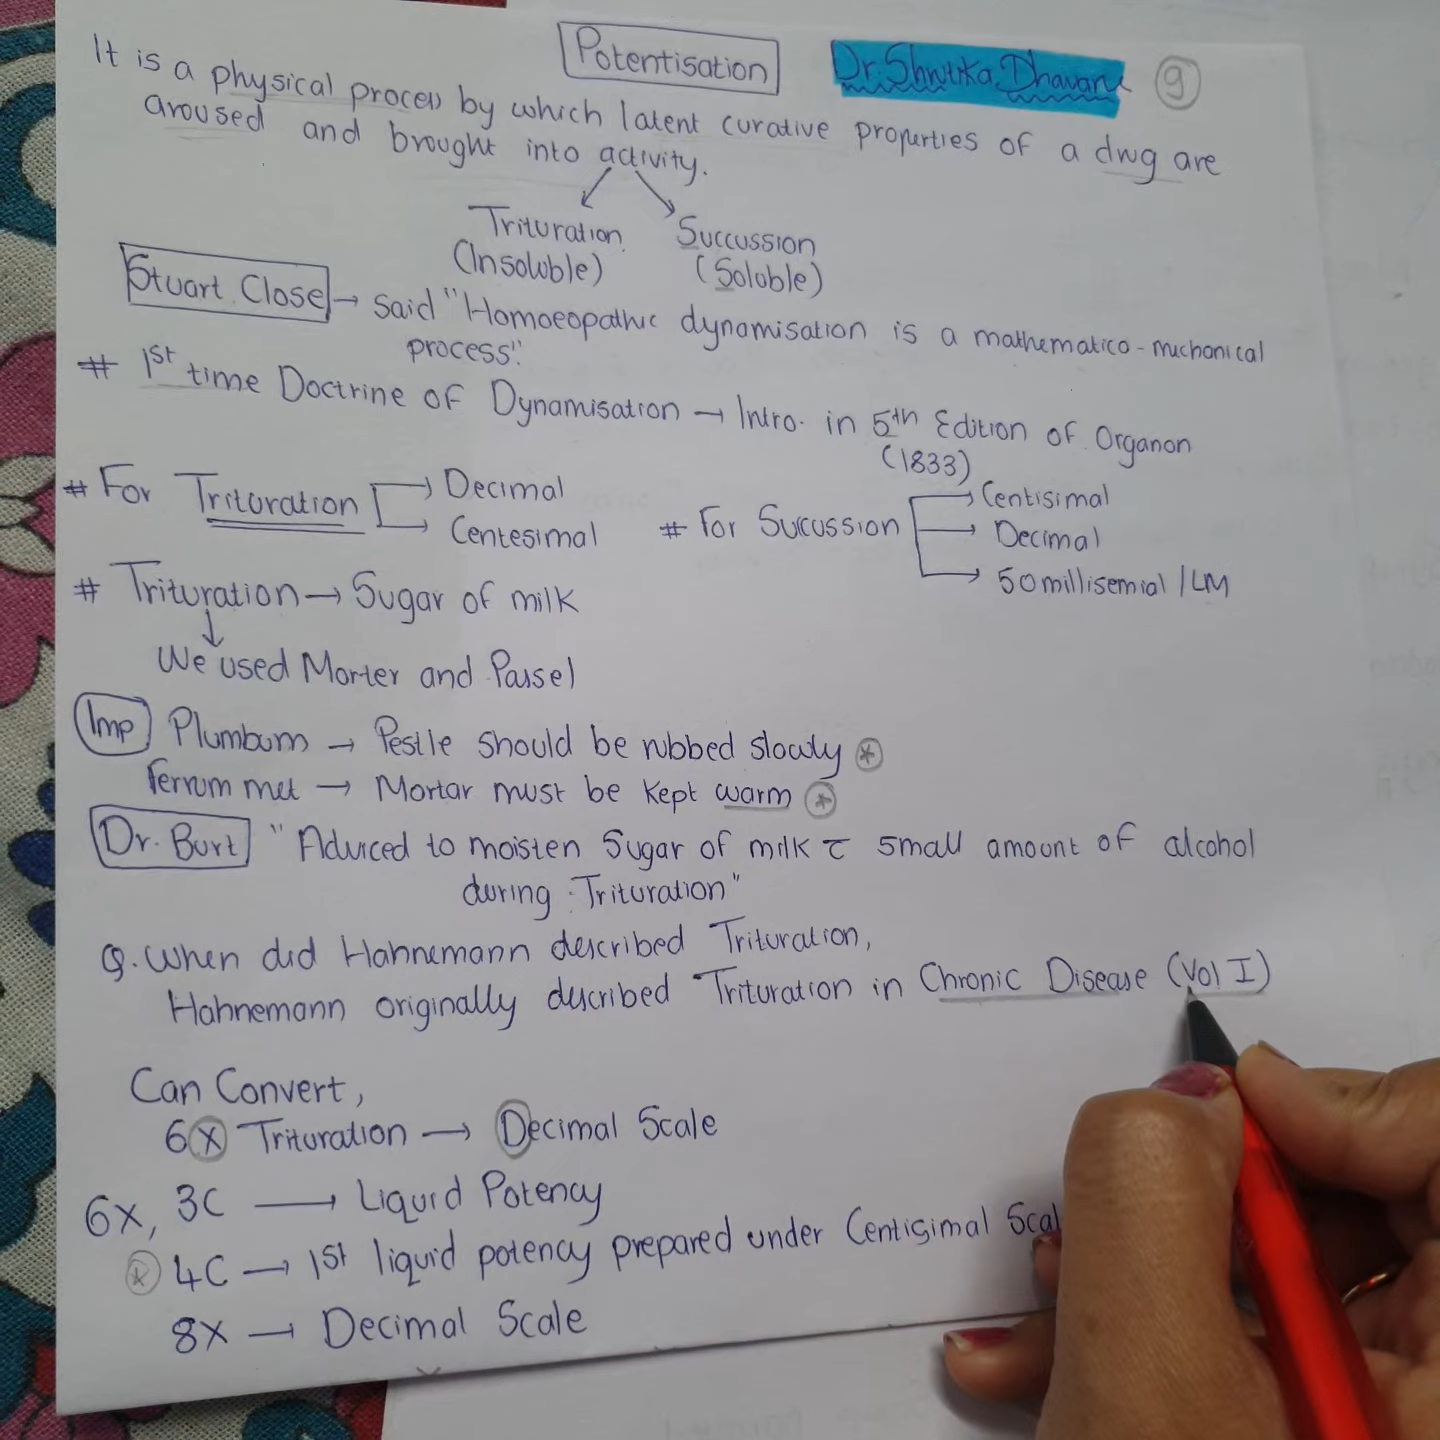 Potentisation Dr. Shrutika Dhavane 9
It is a physical process by which latent curative properties of a drug are
aroused and brought into activity.
Trituration Succussion
(Insoluble) (Soluble)
Stuart Close → said "Homoeopathic dynamisation is a mathematico-mechanical
process".
# 1st time Doctrine of Dynamisation → Intro. in 5th Edition of Organon
(1833)
# For Trituration → Decimal
→ Centesimal
# For Succussion → Centisimal
→ Decimal
→ 50 millisemial / LM
# Trituration → Sugar of milk
↓
We used Morter and Passel
Imp Plumbum → Pestle should be rubbed slowly *
Ferrum met → Mortar must be kept warm *
Dr. Burt "Adviced to moisten Sugar of milk c̄ small amount of alcohol
during Trituration"
Q. When did Hahnemann described Trituration,
Hahnemann originally described Trituration in Chronic Disease (Vol I)
Can Convert,
6X Trituration → Decimal Scale
6X, 3C → Liquid Potency
* 4C → 1st liquid potency prepared under Centisimal Scal
8X → Decimal Scale